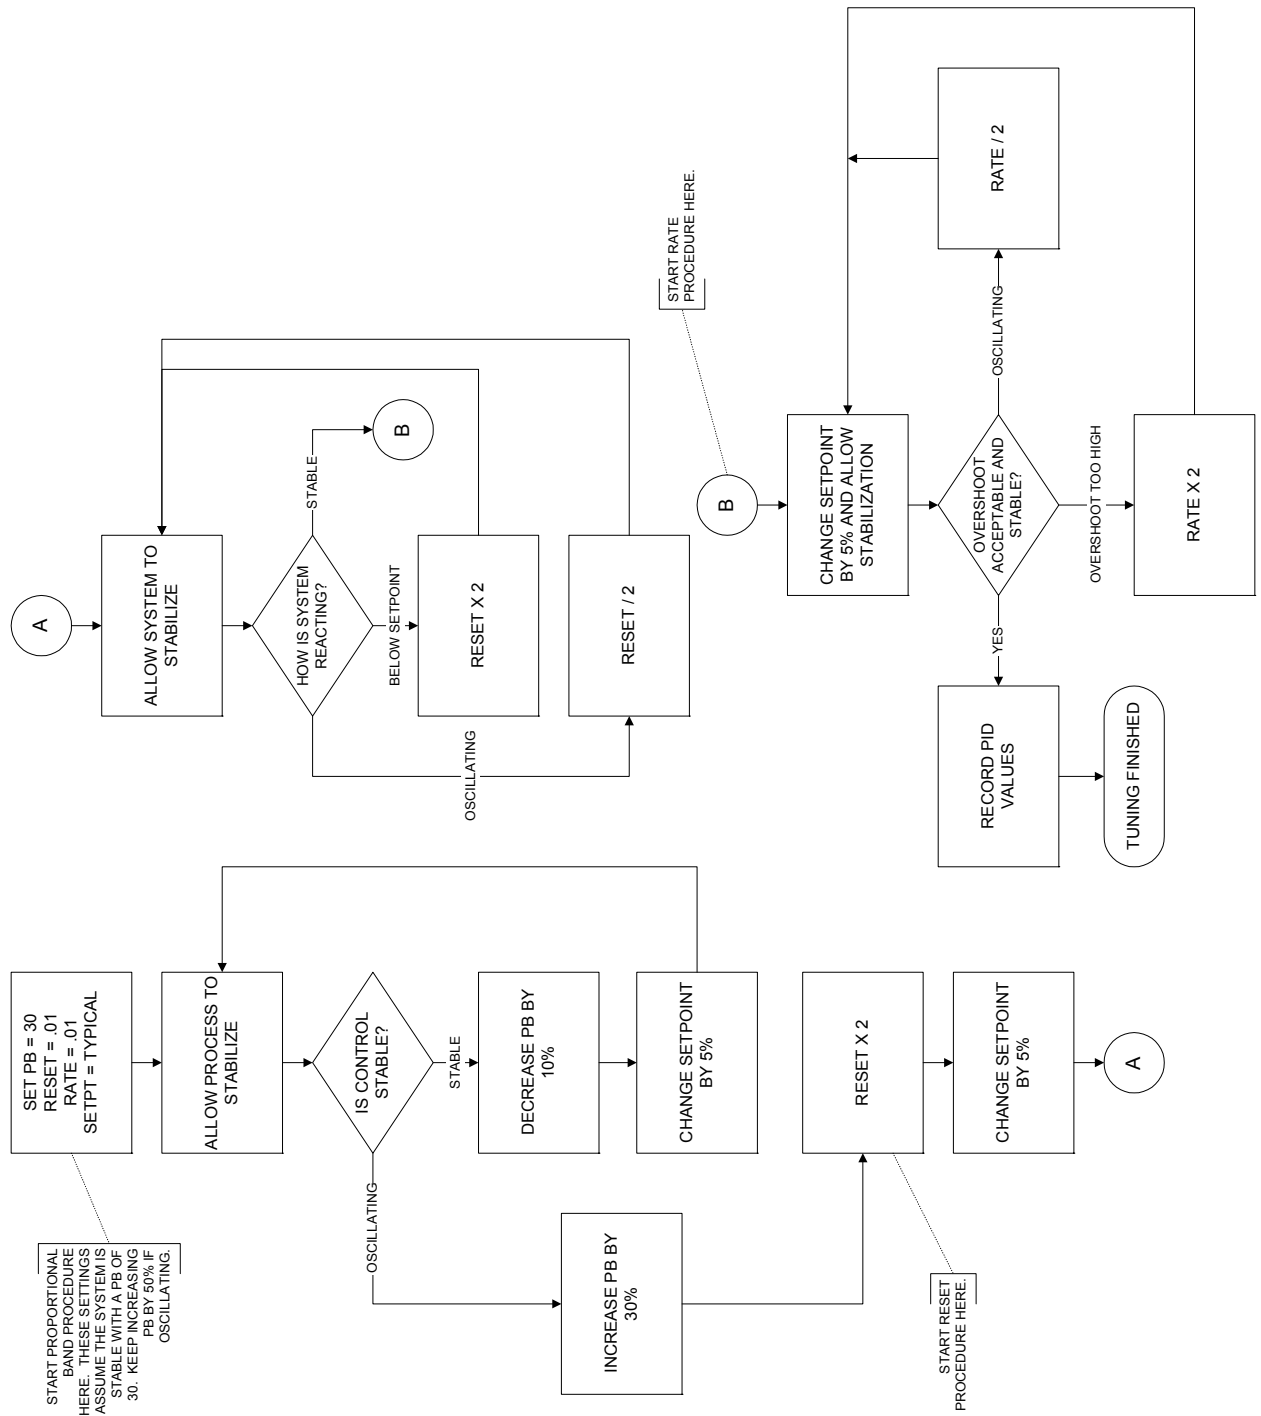 START PROPORTIONAL
BAND PROCEDURE
HERE. THESE SETTINGS
ASSUME THE SYSTEM IS
STABLE WITH A PB OF
30. KEEP INCREASING
PB BY 50% IF
OSCILLATING.
SET PB = 30
RESET = .01
RATE = .01
SETPT = TYPICAL
ALLOW PROCESS TO
STABILIZE
IS CONTROL
STABLE?
OSCILLATING
STABLE
DECREASE PB BY
10%
CHANGE SETPOINT
BY 5%
INCREASE PB BY
30%
START RESET
PROCEDURE HERE.
RESET X 2
CHANGE SETPOINT
BY 5%
A
A
ALLOW SYSTEM TO
STABILIZE
HOW IS SYSTEM
REACTING?
STABLE
B
BELOW SETPOINT
OSCILLATING
RESET X 2
RESET / 2
START RATE
PROCEDURE HERE.
B
CHANGE SETPOINT
BY 5% AND ALLOW
STABILIZATION
OVERSHOOT
ACCEPTABLE AND
STABLE?
YES
OSCILLATING
OVERSHOOT TOO HIGH
RATE / 2
RATE X 2
RECORD PID
VALUES
TUNING FINISHED